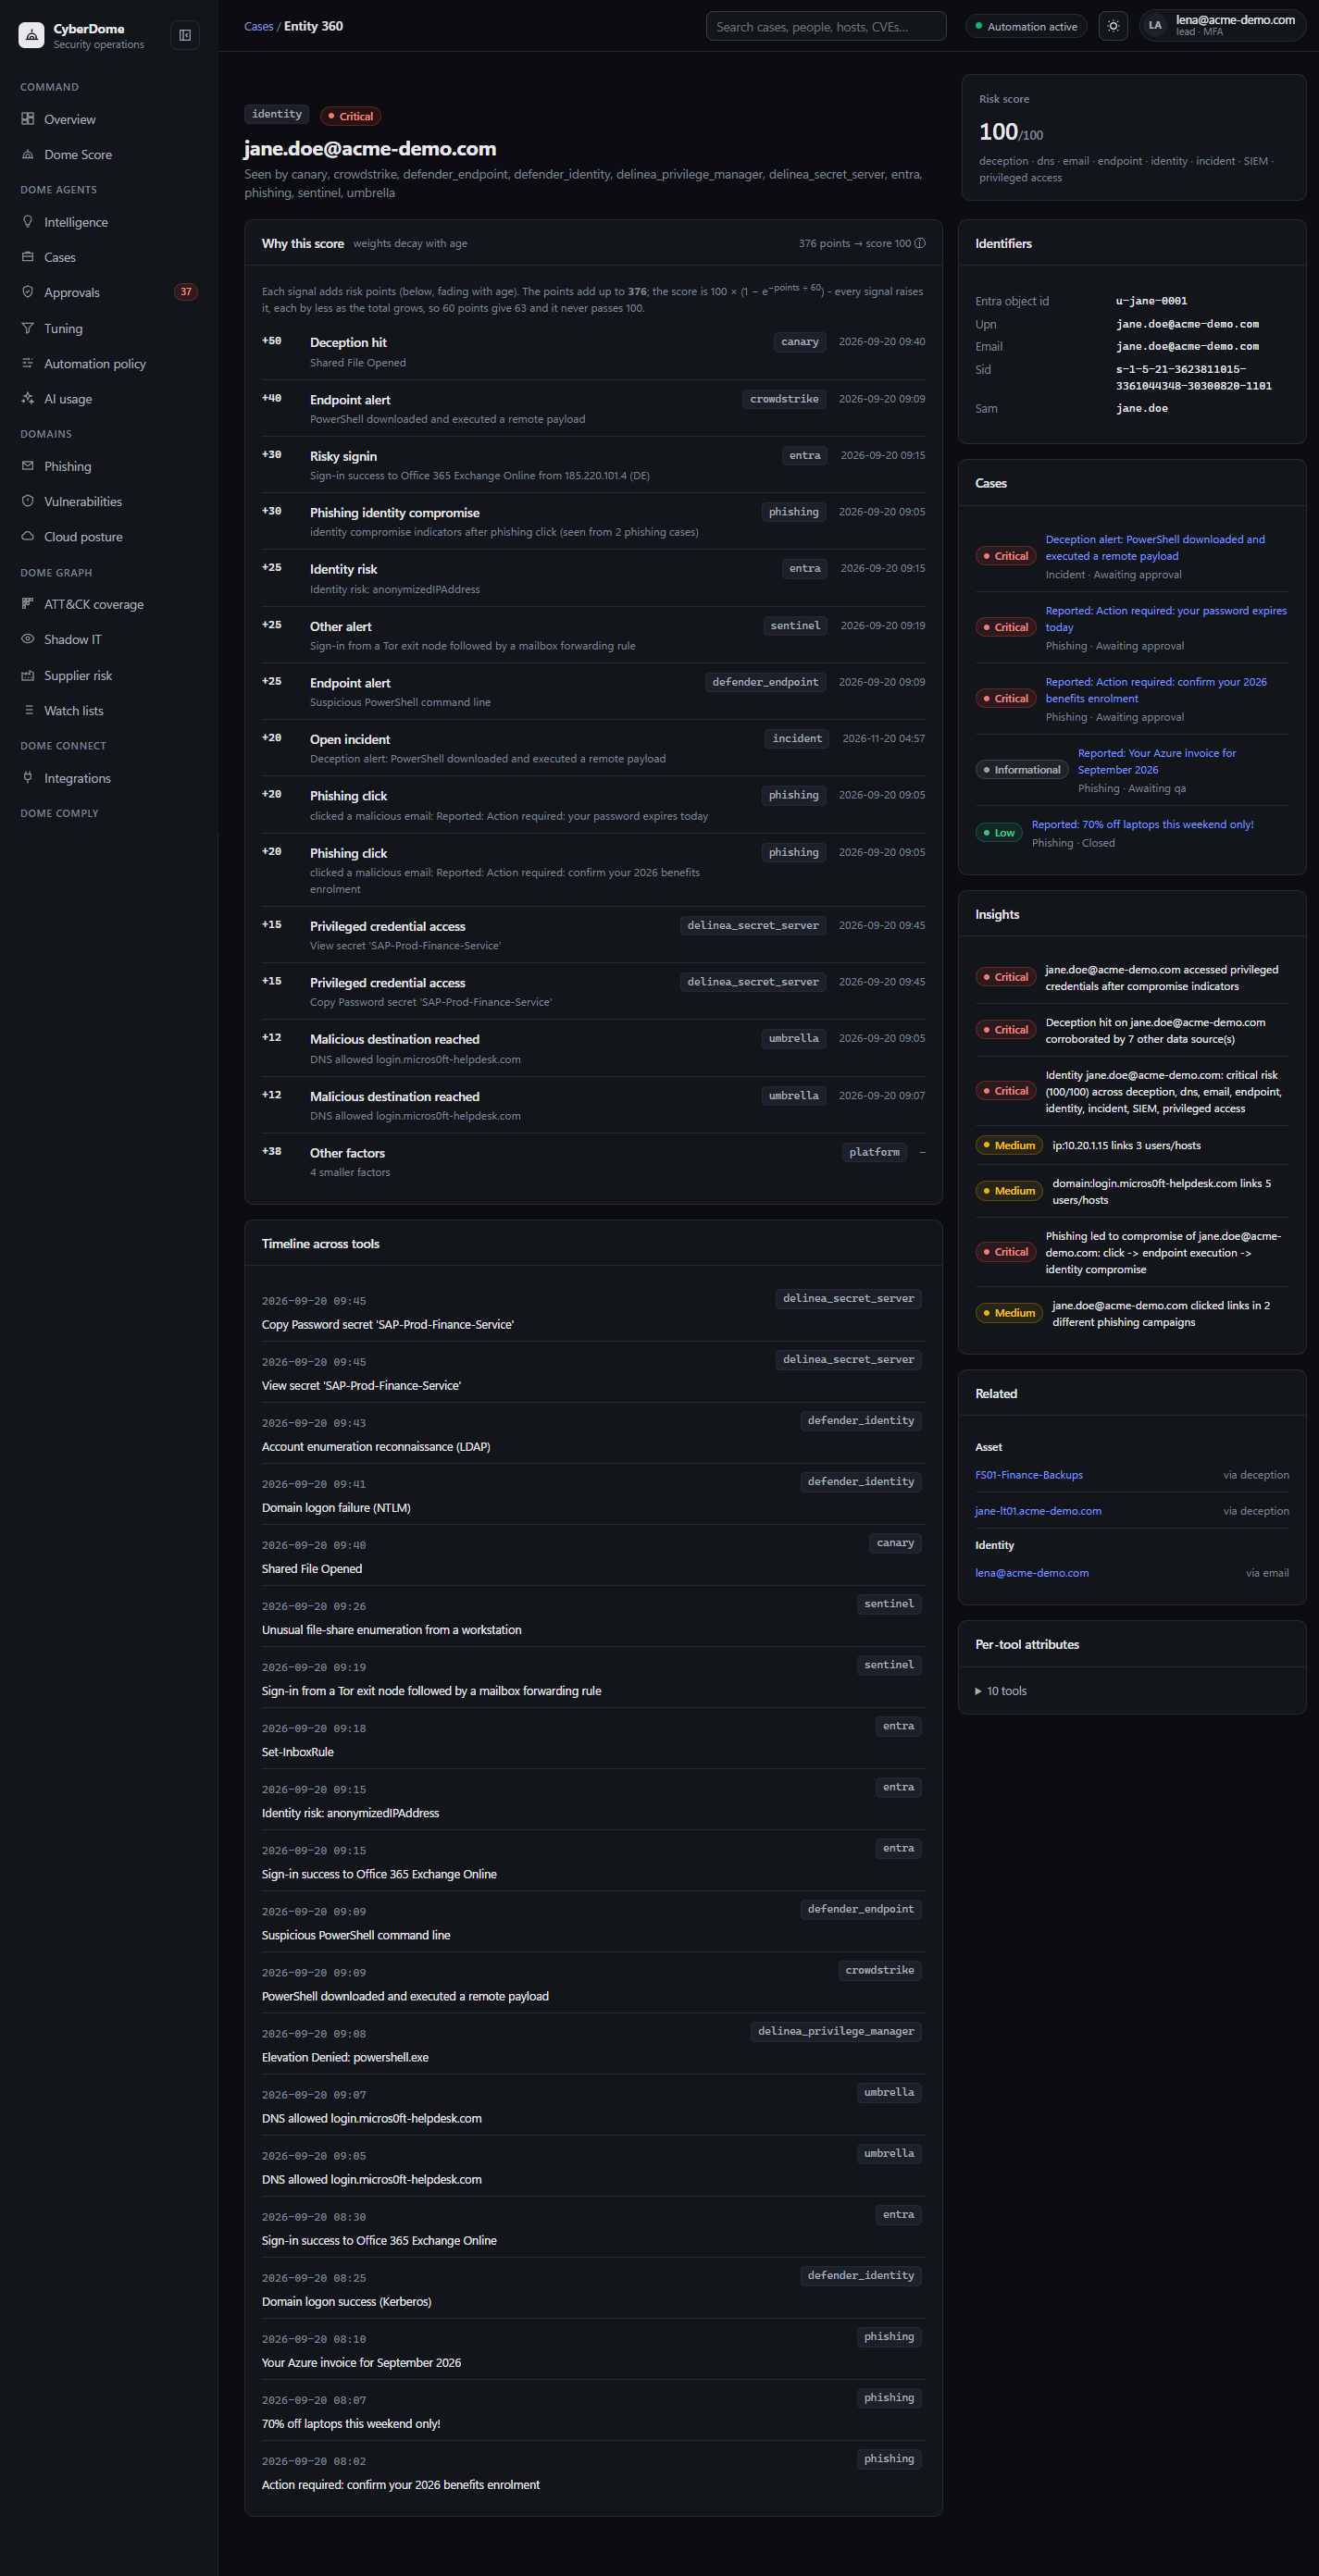 CyberDome
Security operations
COMMAND
Overview
Dome Score
DOME AGENTS
Intelligence
Cases
Approvals 37
Tuning
Automation policy
AI usage
DOMAINS
Phishing
Vulnerabilities
Cloud posture
DOME GRAPH
ATT&CK coverage
Shadow IT
Supplier risk
Watch lists
DOME CONNECT
Integrations
DOME COMPLY
Cases / Entity 360
Search cases, people, hosts, CVEs...
Automation active
LA
lena@acme-demo.com
lead · MFA
identity
Critical
jane.doe@acme-demo.com
Seen by canary, crowdstrike, defender_endpoint, defender_identity, delinea_privilege_manager, delinea_secret_server, entra,
phishing, sentinel, umbrella
Risk score
100/100
deception · dns · email · endpoint · identity · incident · SIEM ·
privileged access
Why this score weights decay with age 376 points → score 100 ⓘ
Each signal adds risk points (below, fading with age). The points add up to 376; the score is 100 × (1 − e−points ÷ 60) - every signal raises
it, each by less as the total grows, so 60 points give 63 and it never passes 100.
+50 Deception hit canary 2026-09-20 09:40
Shared File Opened
+40 Endpoint alert crowdstrike 2026-09-20 09:09
PowerShell downloaded and executed a remote payload
+30 Risky signin entra 2026-09-20 09:15
Sign-in success to Office 365 Exchange Online from 185.220.101.4 (DE)
+30 Phishing identity compromise phishing 2026-09-20 09:05
identity compromise indicators after phishing click (seen from 2 phishing cases)
+25 Identity risk entra 2026-09-20 09:15
Identity risk: anonymizedIPAddress
+25 Other alert sentinel 2026-09-20 09:19
Sign-in from a Tor exit node followed by a mailbox forwarding rule
+25 Endpoint alert defender_endpoint 2026-09-20 09:09
Suspicious PowerShell command line
+20 Open incident incident 2026-11-20 04:57
Deception alert: PowerShell downloaded and executed a remote payload
+20 Phishing click phishing 2026-09-20 09:05
clicked a malicious email: Reported: Action required: your password expires today
+20 Phishing click phishing 2026-09-20 09:05
clicked a malicious email: Reported: Action required: confirm your 2026 benefits
enrolment
+15 Privileged credential access delinea_secret_server 2026-09-20 09:45
View secret 'SAP-Prod-Finance-Service'
+15 Privileged credential access delinea_secret_server 2026-09-20 09:45
Copy Password secret 'SAP-Prod-Finance-Service'
+12 Malicious destination reached umbrella 2026-09-20 09:05
DNS allowed login.micros0ft-helpdesk.com
+12 Malicious destination reached umbrella 2026-09-20 09:07
DNS allowed login.micros0ft-helpdesk.com
+38 Other factors platform –
4 smaller factors
Timeline across tools
2026-09-20 09:45 delinea_secret_server
Copy Password secret 'SAP-Prod-Finance-Service'
2026-09-20 09:45 delinea_secret_server
View secret 'SAP-Prod-Finance-Service'
2026-09-20 09:43 defender_identity
Account enumeration reconnaissance (LDAP)
2026-09-20 09:41 defender_identity
Domain logon failure (NTLM)
2026-09-20 09:40 canary
Shared File Opened
2026-09-20 09:26 sentinel
Unusual file-share enumeration from a workstation
2026-09-20 09:19 sentinel
Sign-in from a Tor exit node followed by a mailbox forwarding rule
2026-09-20 09:18 entra
Set-InboxRule
2026-09-20 09:15 entra
Identity risk: anonymizedIPAddress
2026-09-20 09:15 entra
Sign-in success to Office 365 Exchange Online
2026-09-20 09:09 defender_endpoint
Suspicious PowerShell command line
2026-09-20 09:09 crowdstrike
PowerShell downloaded and executed a remote payload
2026-09-20 09:08 delinea_privilege_manager
Elevation Denied: powershell.exe
2026-09-20 09:07 umbrella
DNS allowed login.micros0ft-helpdesk.com
2026-09-20 09:05 umbrella
DNS allowed login.micros0ft-helpdesk.com
2026-09-20 08:30 entra
Sign-in success to Office 365 Exchange Online
2026-09-20 08:25 defender_identity
Domain logon success (Kerberos)
2026-09-20 08:10 phishing
Your Azure invoice for September 2026
2026-09-20 08:07 phishing
70% off laptops this weekend only!
2026-09-20 08:02 phishing
Action required: confirm your 2026 benefits enrolment
Identifiers
Entra object id u-jane-0001
Upn jane.doe@acme-demo.com
Email jane.doe@acme-demo.com
Sid s-1-5-21-3623811015-
3361044348-30300820-1101
Sam jane.doe
Cases
Critical
Deception alert: PowerShell downloaded and
executed a remote payload
Incident · Awaiting approval
Critical
Reported: Action required: your password expires
today
Phishing · Awaiting approval
Critical
Reported: Action required: confirm your 2026
benefits enrolment
Phishing · Awaiting approval
Informational
Reported: Your Azure invoice for
September 2026
Phishing · Awaiting qa
Low
Reported: 70% off laptops this weekend only!
Phishing · Closed
Insights
Critical
jane.doe@acme-demo.com accessed privileged
credentials after compromise indicators
Critical
Deception hit on jane.doe@acme-demo.com
corroborated by 7 other data source(s)
Critical
Identity jane.doe@acme-demo.com: critical risk
(100/100) across deception, dns, email, endpoint,
identity, incident, SIEM, privileged access
Medium
ip:10.20.1.15 links 3 users/hosts
Medium
domain:login.micros0ft-helpdesk.com links 5
users/hosts
Critical
Phishing led to compromise of jane.doe@acme-
demo.com: click -> endpoint execution ->
identity compromise
Medium
jane.doe@acme-demo.com clicked links in 2
different phishing campaigns
Related
Asset
FS01-Finance-Backups via deception
jane-lt01.acme-demo.com via deception
Identity
lena@acme-demo.com via email
Per-tool attributes
▶ 10 tools